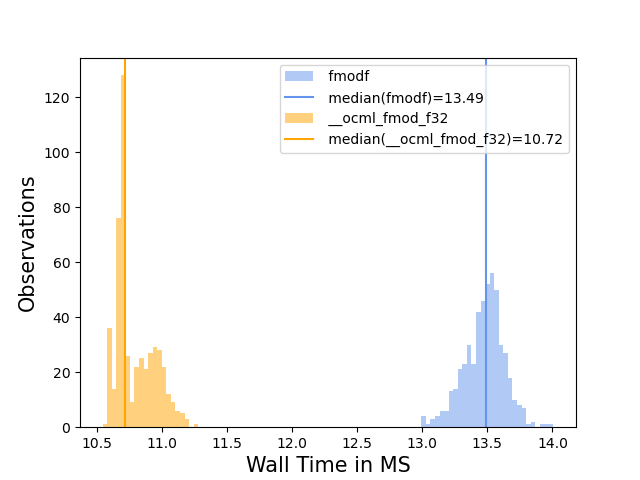 fmodf
median(fmodf)=13.49
__ocml_fmod_f32
median(__ocml_fmod_f32)=10.72
120
100
80
60
40
20
0
Observations
10.5 11.0 11.5 12.0 12.5 13.0 13.5 14.0
Wall Time in MS